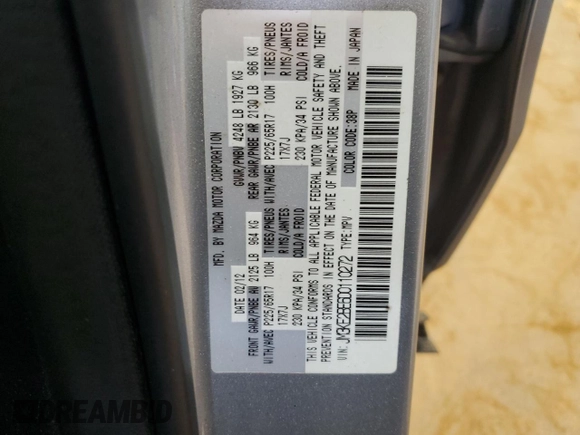 MFD. BY MAZDA MOTOR CORPORATION
DATE 02/12 GVWR/PNBV 4248 LB 1927 KG
FRONT GAWR/PNBE AV 2125 LB 964 KG REAR GAWR/PNBE AR 2130 LB 966 KG
WITH/AVEC P225/65R17 100H TIRES/PNEUS WITH/AVEC P225/65R17 100H TIRES/PNEUS
17X7J RIMS/JANTES 17X7J RIMS/JANTES
230 KPA/34 PSI COLD/A FROID 230 KPA/34 PSI COLD/A FROID
THIS VEHICLE CONFORMS TO ALL APPLICABLE FEDERAL MOTOR VEHICLE SAFETY AND THEFT
PREVENTION STANDARDS IN EFFECT ON THE DATE OF MANUFACTURE SHOWN ABOVE.
VIN: JM3KE2BE6D0110272 TYPE:MPV COLOR CODE:38P MADE IN JAPAN
DREAMBID